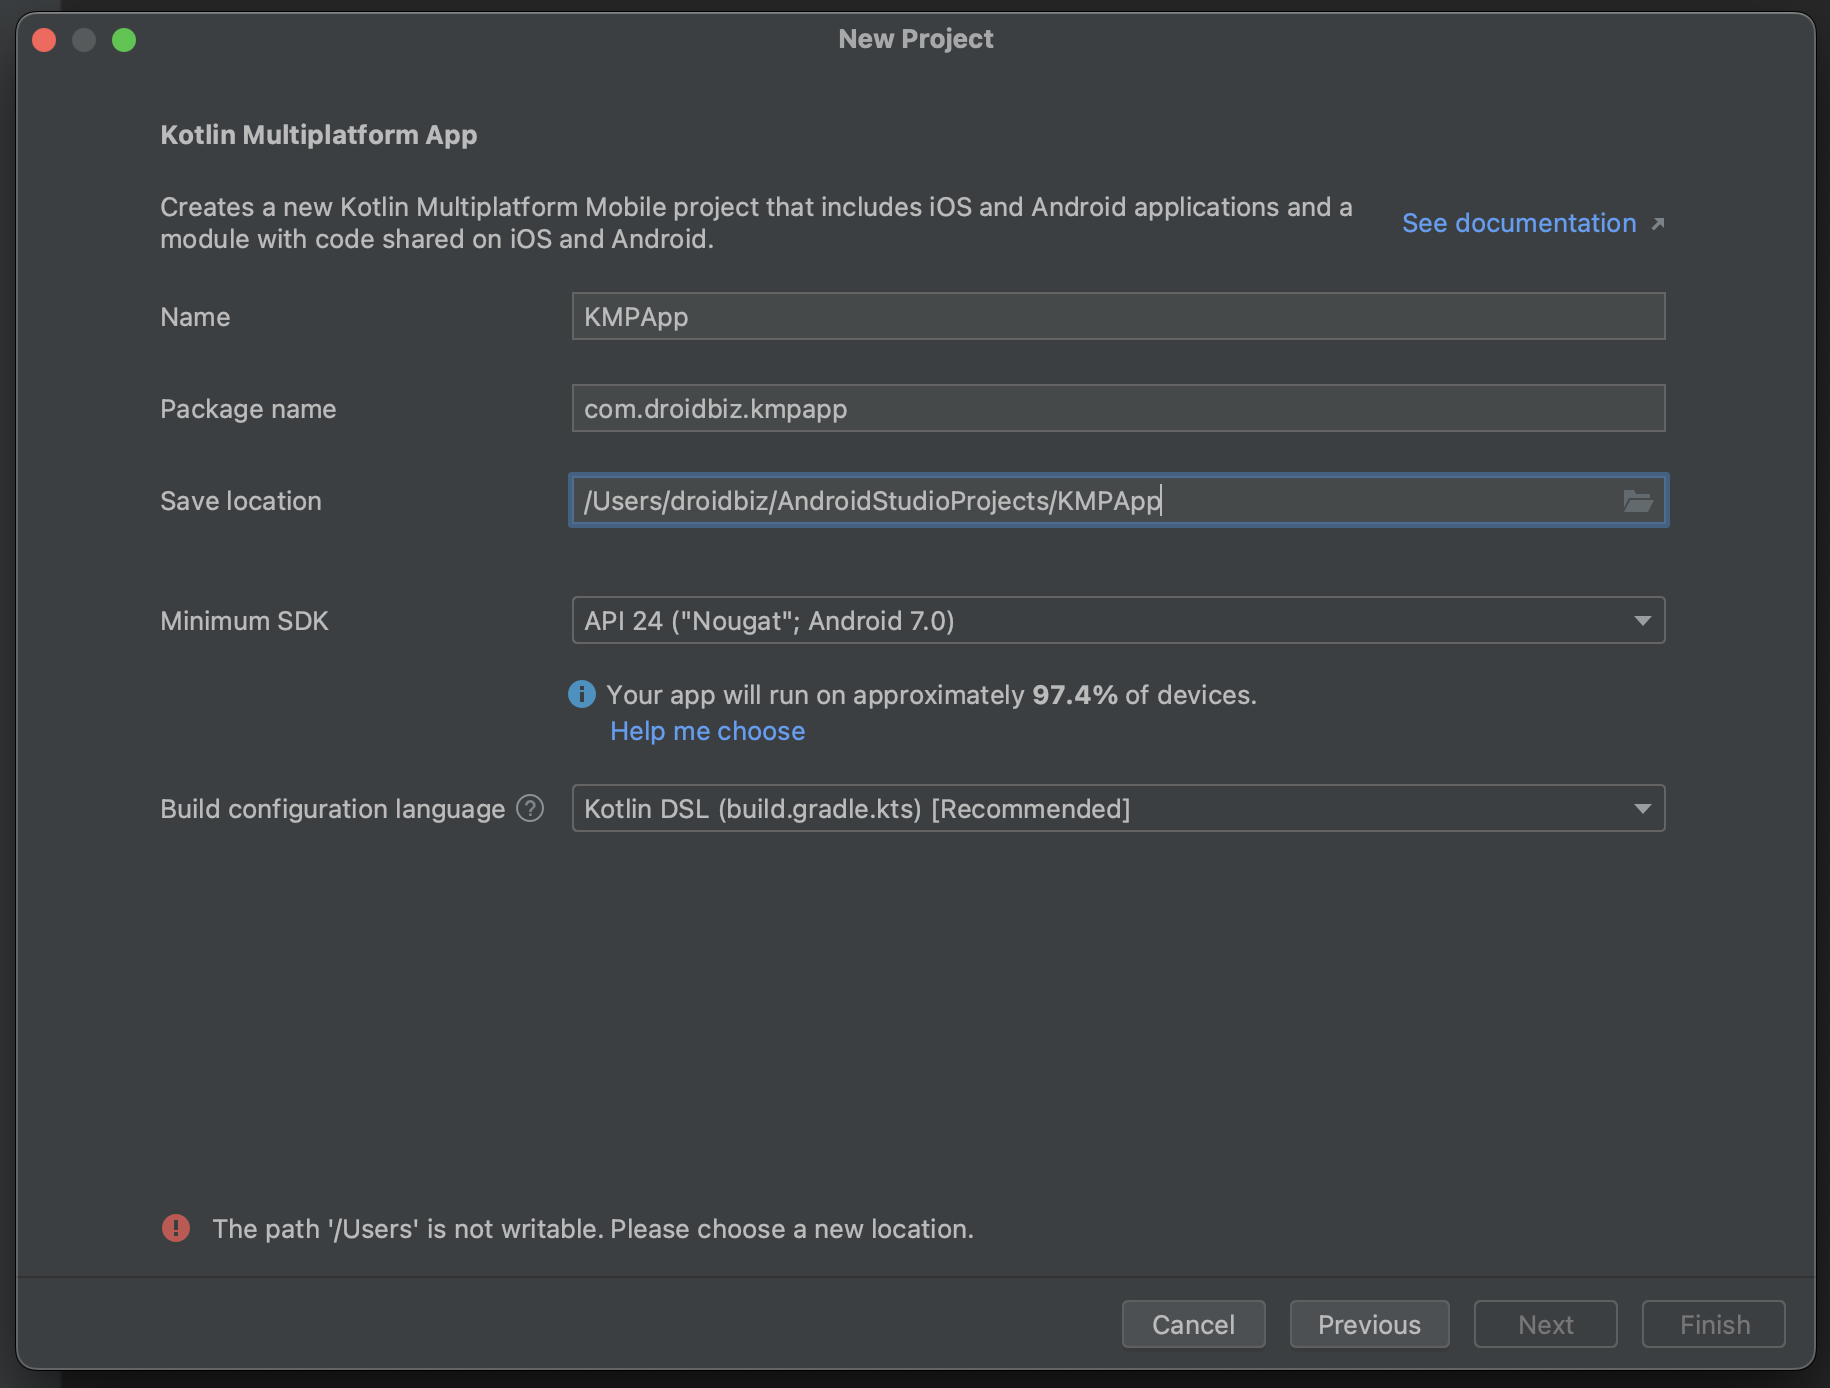 New Project
Kotlin Multiplatform App
Creates a new Kotlin Multiplatform Mobile project that includes iOS and Android applications and a
module with code shared on iOS and Android.
See documentation
Name
KMPApp
Package name
com.droidbiz.kmpapp
Save location
/Users/droidbiz/AndroidStudioProjects/KMPApp
Minimum SDK
API 24 ("Nougat"; Android 7.0)
Your app will run on approximately 97.4% of devices.
Help me choose
Build configuration language
Kotlin DSL (build.gradle.kts) [Recommended]
The path '/Users' is not writable. Please choose a new location.
Cancel
Previous
Next
Finish